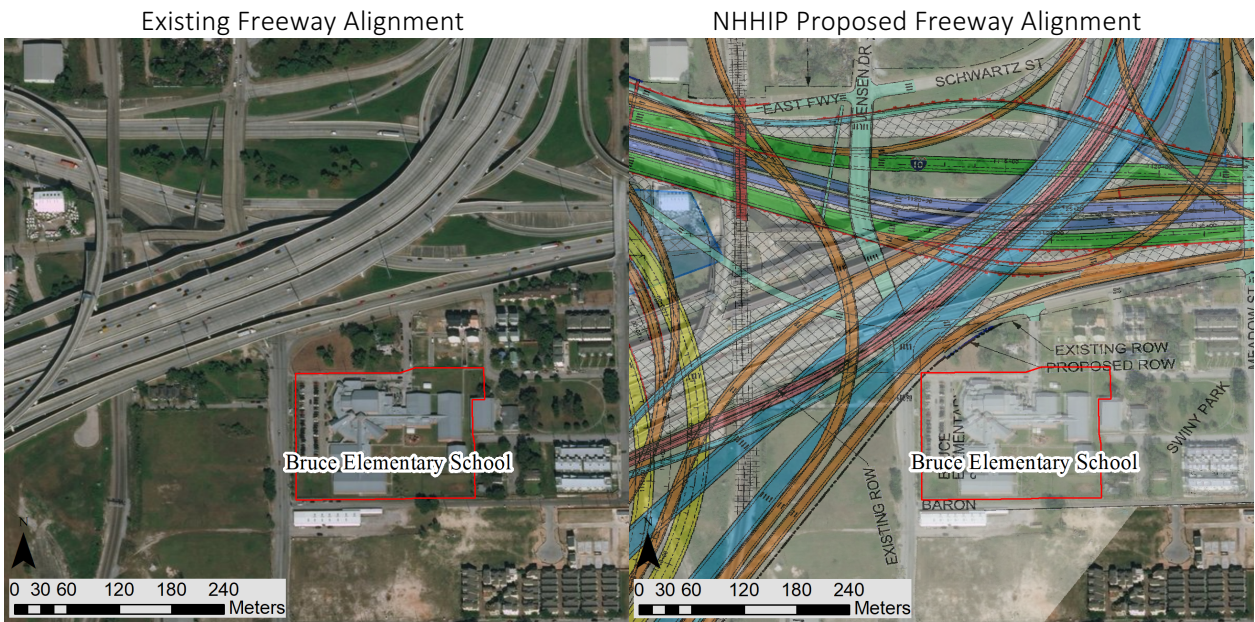 Existing Freeway Alignment
NHHIP Proposed Freeway Alignment
Bruce Elementary School
N
0 30 60 120 180 240
Meters
EAST FWY
JENSEN DR
SCHWARTZ ST
10
EXISTING ROW
PROPOSED ROW
MEADOW ST
SWINY PARK
BRUCE
ELEMENTARY
Bruce Elementary School
BARON
EXISTING ROW
N
0 30 60 120 180 240
Meters